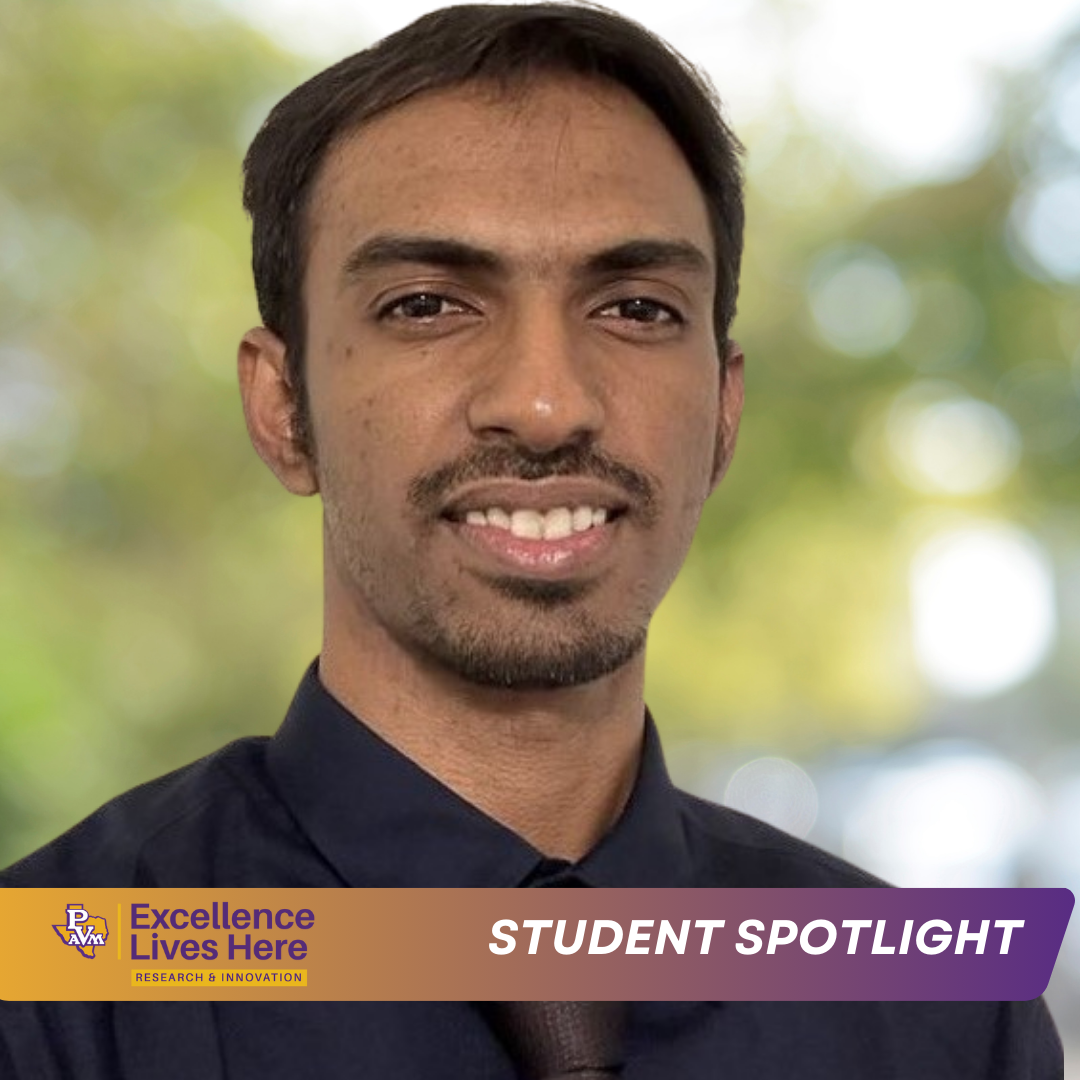 PVAMU
Excellence
Lives Here
RESEARCH & INNOVATION
STUDENT SPOTLIGHT